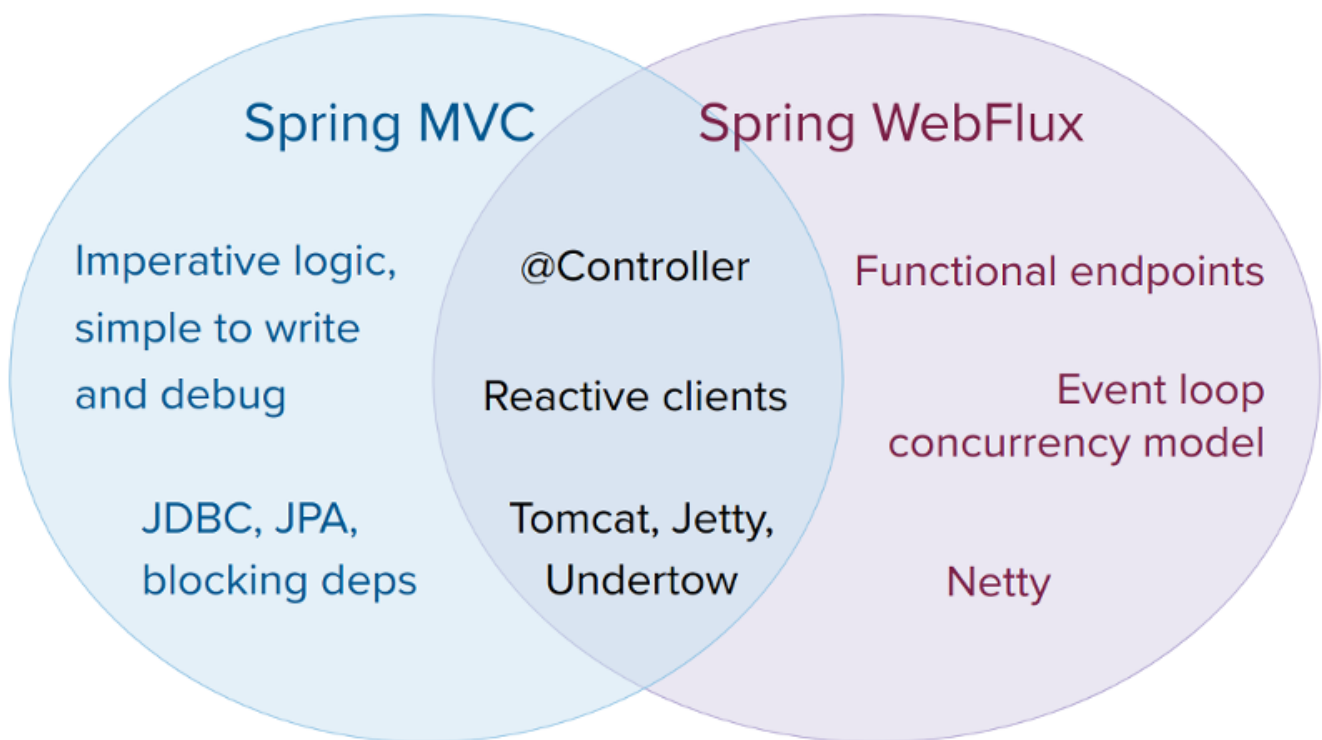 Spring MVC
Spring WebFlux
Imperative logic,
simple to write
and debug
JDBC, JPA,
blocking deps
@Controller
Reactive clients
Tomcat, Jetty,
Undertow
Functional endpoints
Event loop
concurrency model
Netty